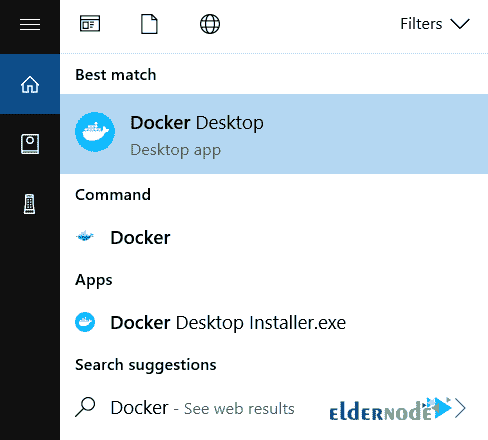 Filters
Best match
Docker Desktop
Desktop app
Command
Docker
Apps
Docker Desktop Installer.exe
Search suggestions
Docker - See web results
ELDERNODE